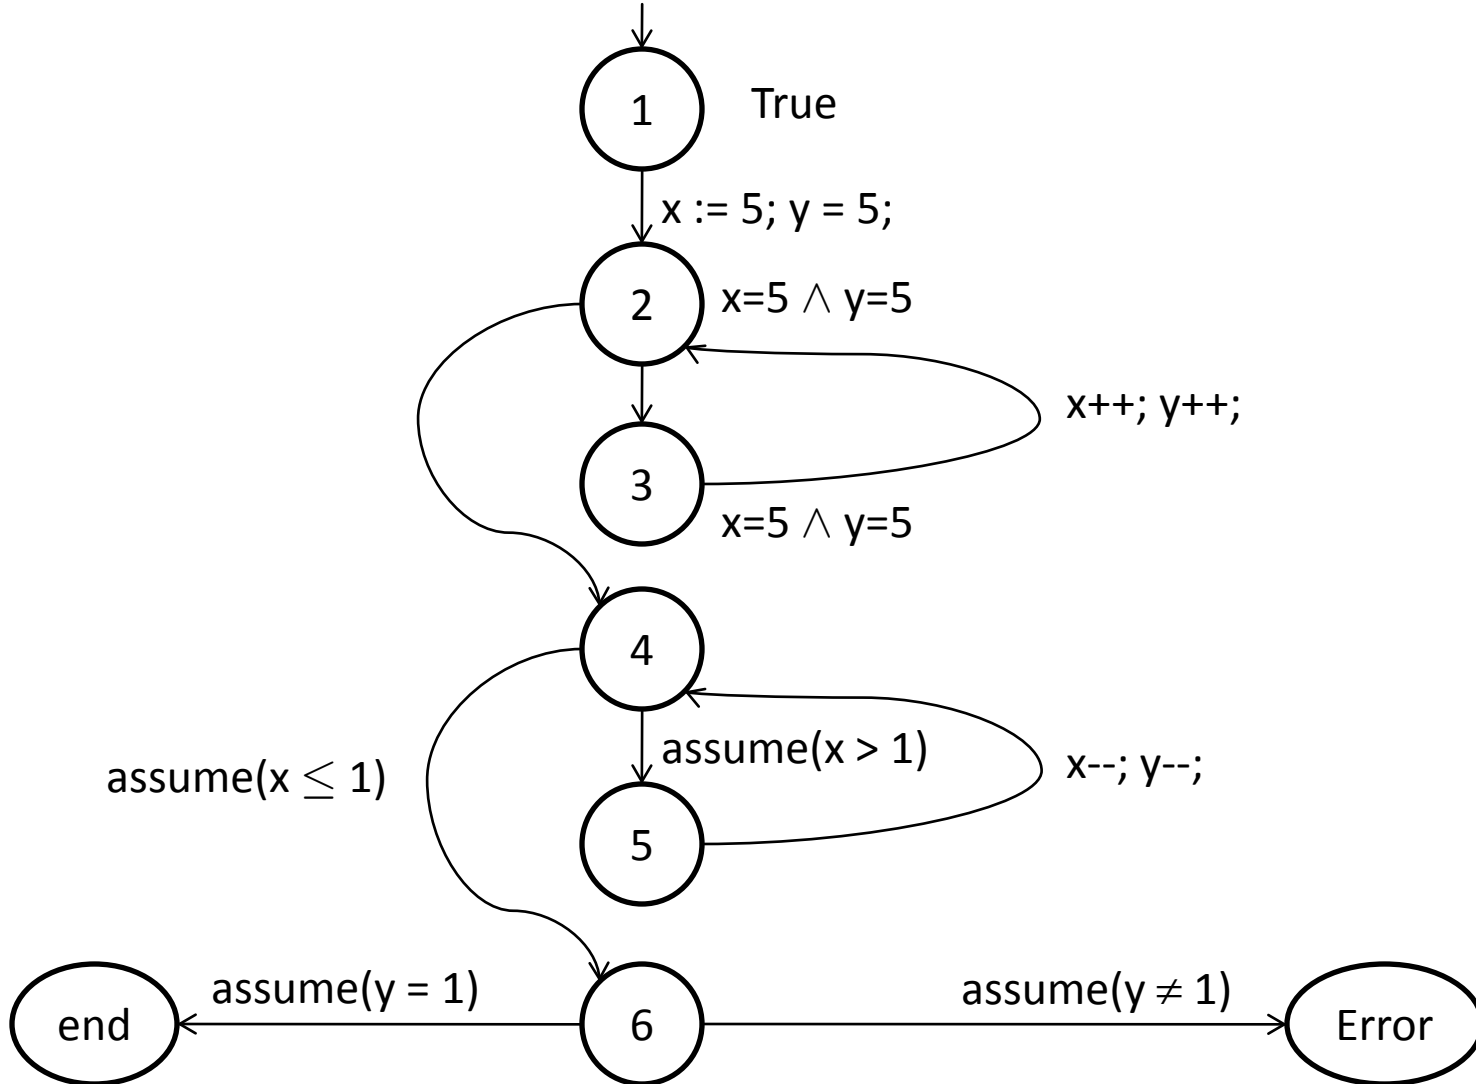 1 True
x := 5; y = 5;
2 x=5 ∧ y=5
x++; y++;
3
x=5 ∧ y=5
4
assume(x > 1)
x--; y--;
assume(x ≤ 1)
5
assume(y = 1)
assume(y ≠ 1)
end
6
Error